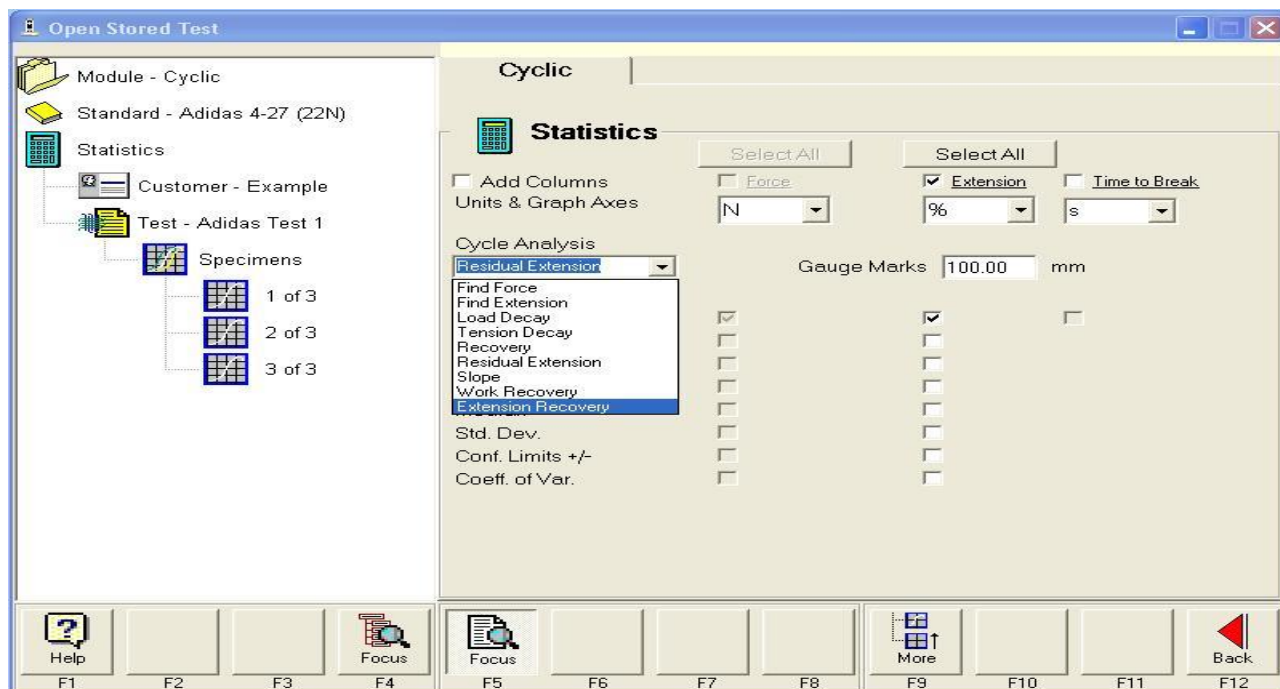 Open Stored Test
Module - Cyclic
Standard - Adidas 4-27 (22N)
Statistics
Customer - Example
Test - Adidas Test 1
Specimens
1 of 3
2 of 3
3 of 3
Cyclic
Statistics
Select All Select All
Add Columns Force Extension Time to Break
Units & Graph Axes N % s
Cycle Analysis
Residual Extension Gauge Marks 100.00 mm
Find Force
Find Extension
Load Decay
Tension Decay
Recovery
Residual Extension
Slope
Work Recovery
Extension Recovery
Std. Dev.
Conf. Limits +/-
Coeff. of Var.
Help Focus Focus More Back
F1 F2 F3 F4 F5 F6 F7 F8 F9 F10 F11 F12